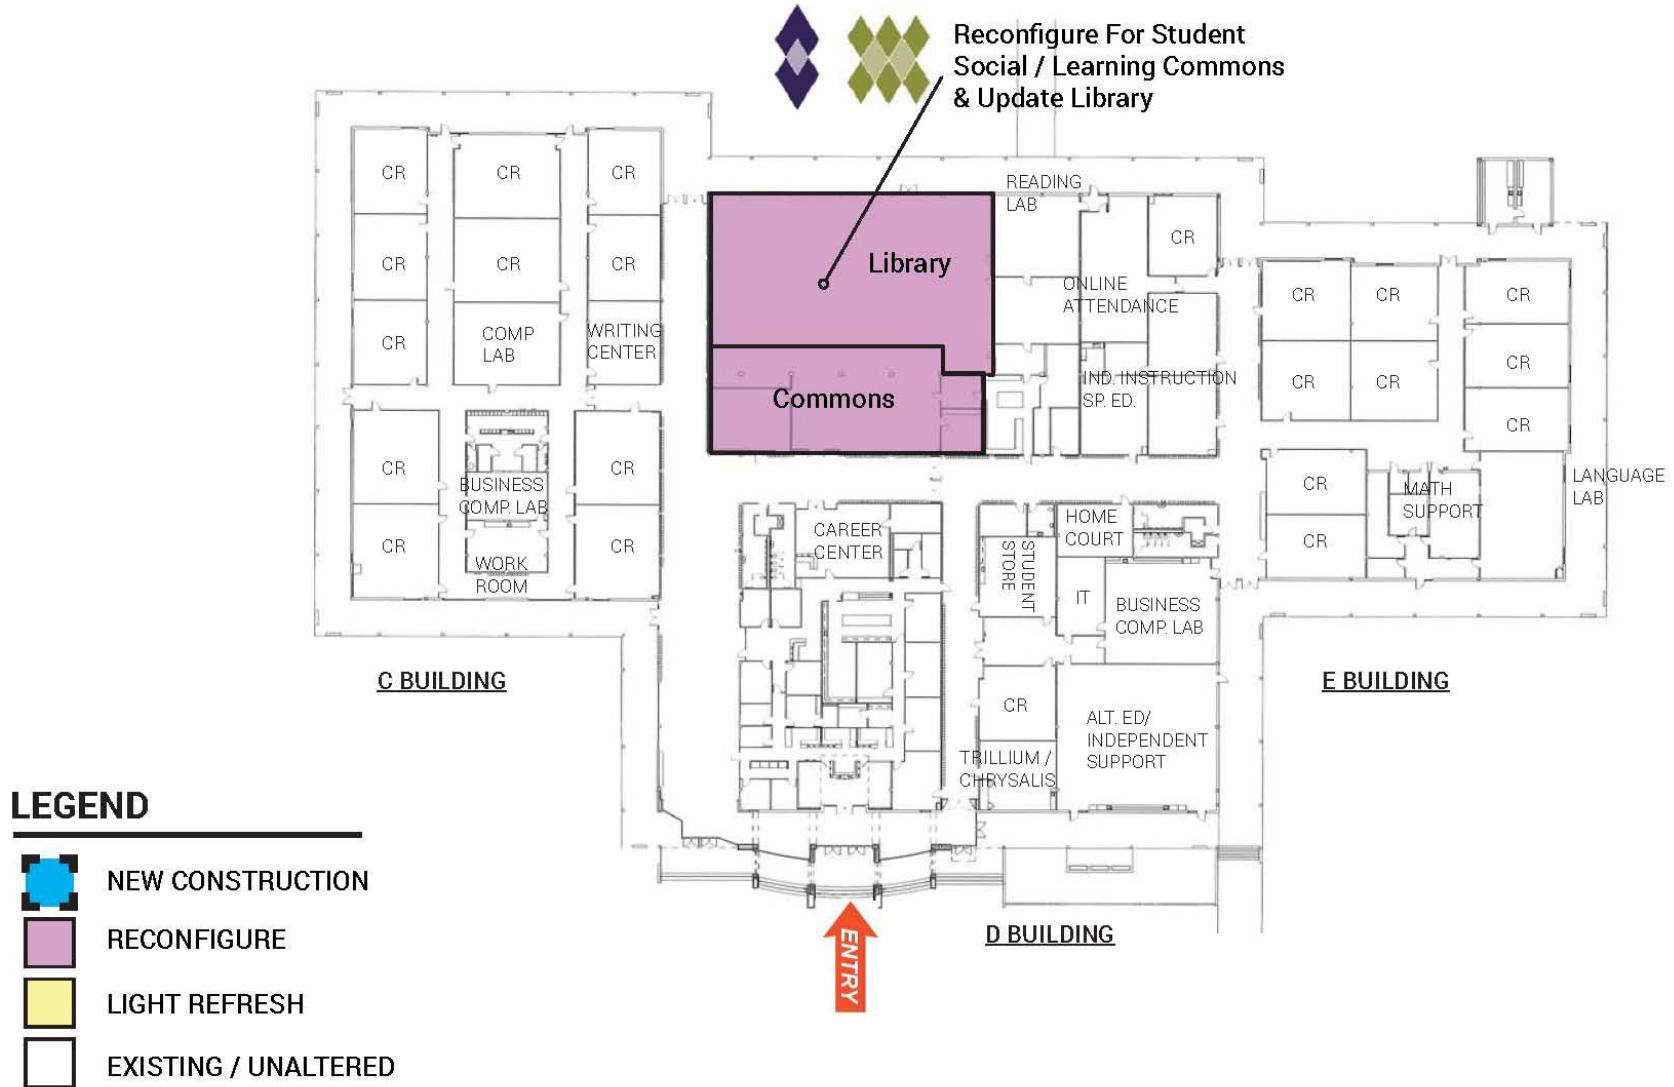 Reconfigure For Student
Social / Learning Commons
& Update Library
CR
CR
CR
READING
LAB
CR
CR
CR
CR
Library
ONLINE
ATTENDANCE
CR
CR
CR
CR
COMP
LAB
WRITING
CENTER
CR
CR
CR
CR
IND. INSTRUCTION
SP. ED.
Commons
CR
CR
CR
CR
BUSINESS
COMP. LAB
CR
MATH
SUPPORT
LANGUAGE
LAB
CAREER
CENTER
HOME
COURT
CR
CR
CR
WORK
ROOM
STUDENT
STORE
IT
BUSINESS
COMP. LAB
C BUILDING
E BUILDING
CR
ALT. ED/
INDEPENDENT
SUPPORT
TRILLIUM /
CHRYSALIS
LEGEND
NEW CONSTRUCTION
RECONFIGURE
LIGHT REFRESH
EXISTING / UNALTERED
D BUILDING
ENTRY